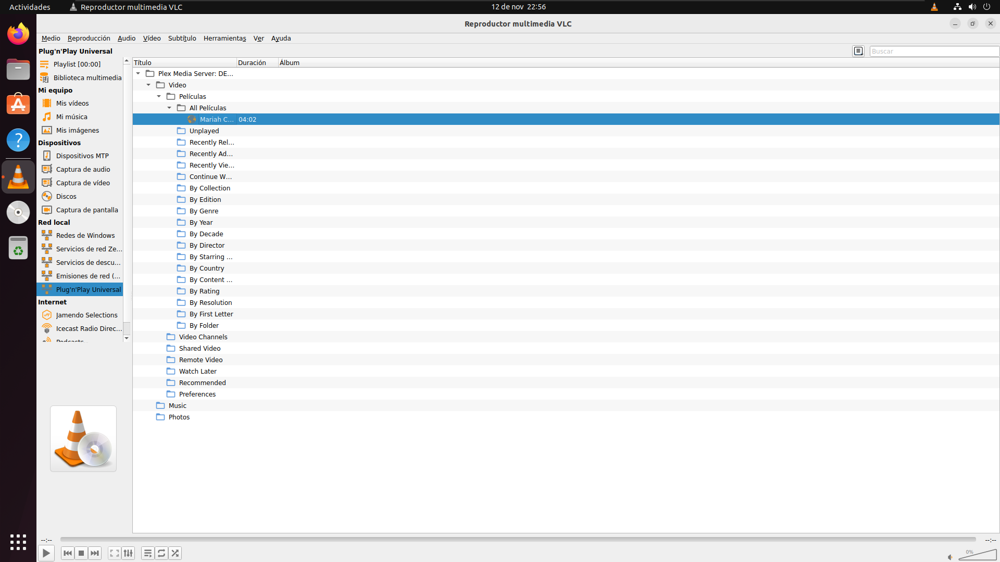 Actividades
Reproductor multimedia VLC
12 de nov 22:56
Reproductor multimedia VLC
Medio Reproducción Audio Vídeo Subtítulo Herramientas Ver Ayuda
Plug'n'Play Universal
Buscar
Playlist [00:00]
Biblioteca multimedia
Mi equipo
Mis vídeos
Mi música
Mis imágenes
Dispositivos
Dispositivos MTP
Captura de audio
Captura de vídeo
Discos
Captura de pantalla
Red local
Redes de Windows
Servicios de red Ze...
Servicios de descu...
Emisiones de red (...
Plug'n'Play Universal
Internet
Jamendo Selections
Icecast Radio Direc...
Podcasts
Título Duración Álbum
Plex Media Server: DE...
Video
Películas
All Películas
Mariah C... 04:02
Unplayed
Recently Rel...
Recently Ad...
Recently Vie...
Continue W...
By Collection
By Edition
By Genre
By Year
By Decade
By Director
By Starring ...
By Country
By Content ...
By Rating
By Resolution
By First Letter
By Folder
Video Channels
Shared Video
Remote Video
Watch Later
Recommended
Preferences
Music
Photos
--:-- --:--
0%